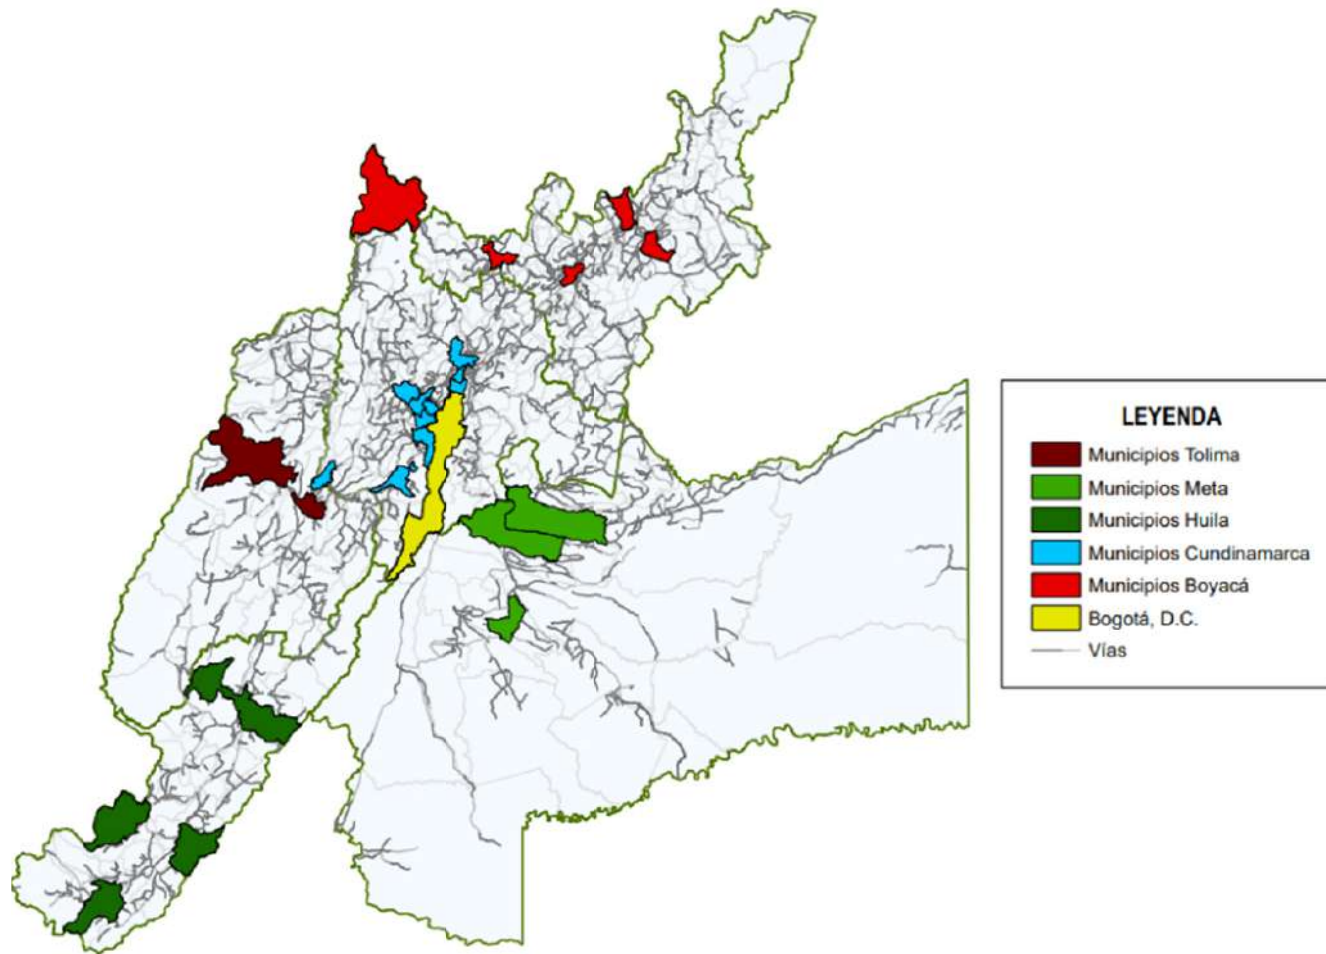 LEYENDA
Municipios Tolima
Municipios Meta
Municipios Huila
Municipios Cundinamarca
Municipios Boyacá
Bogotá, D.C.
Vías